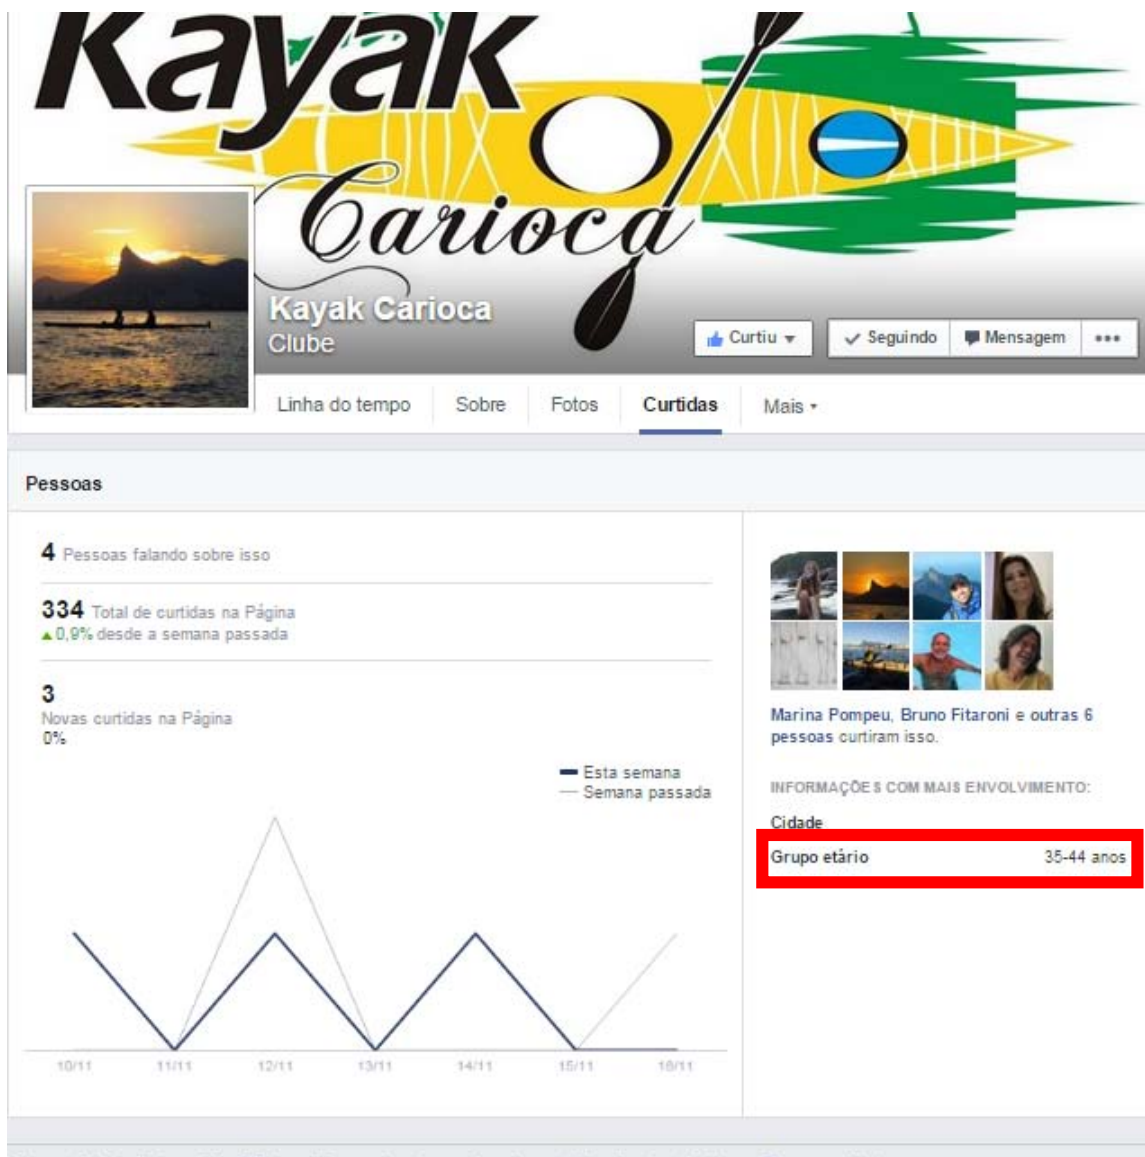 Kayak
Carioca
Kayak Carioca
Clube
Curtiu
Seguindo
Mensagem
Linha do tempo
Sobre
Fotos
Curtidas
Mais
Pessoas
4 Pessoas falando sobre isso
334 Total de curtidas na Página
0,9% desde a semana passada
3
Novas curtidas na Página
0%
Esta semana
Semana passada
10/11 11/11 12/11 13/11 14/11 15/11 16/11
Marina Pompeu, Bruno Fitaroni e outras 6
pessoas curtiram isso.
INFORMAÇÕES COM MAIS ENVOLVIMENTO:
Cidade
Grupo etário 35-44 anos